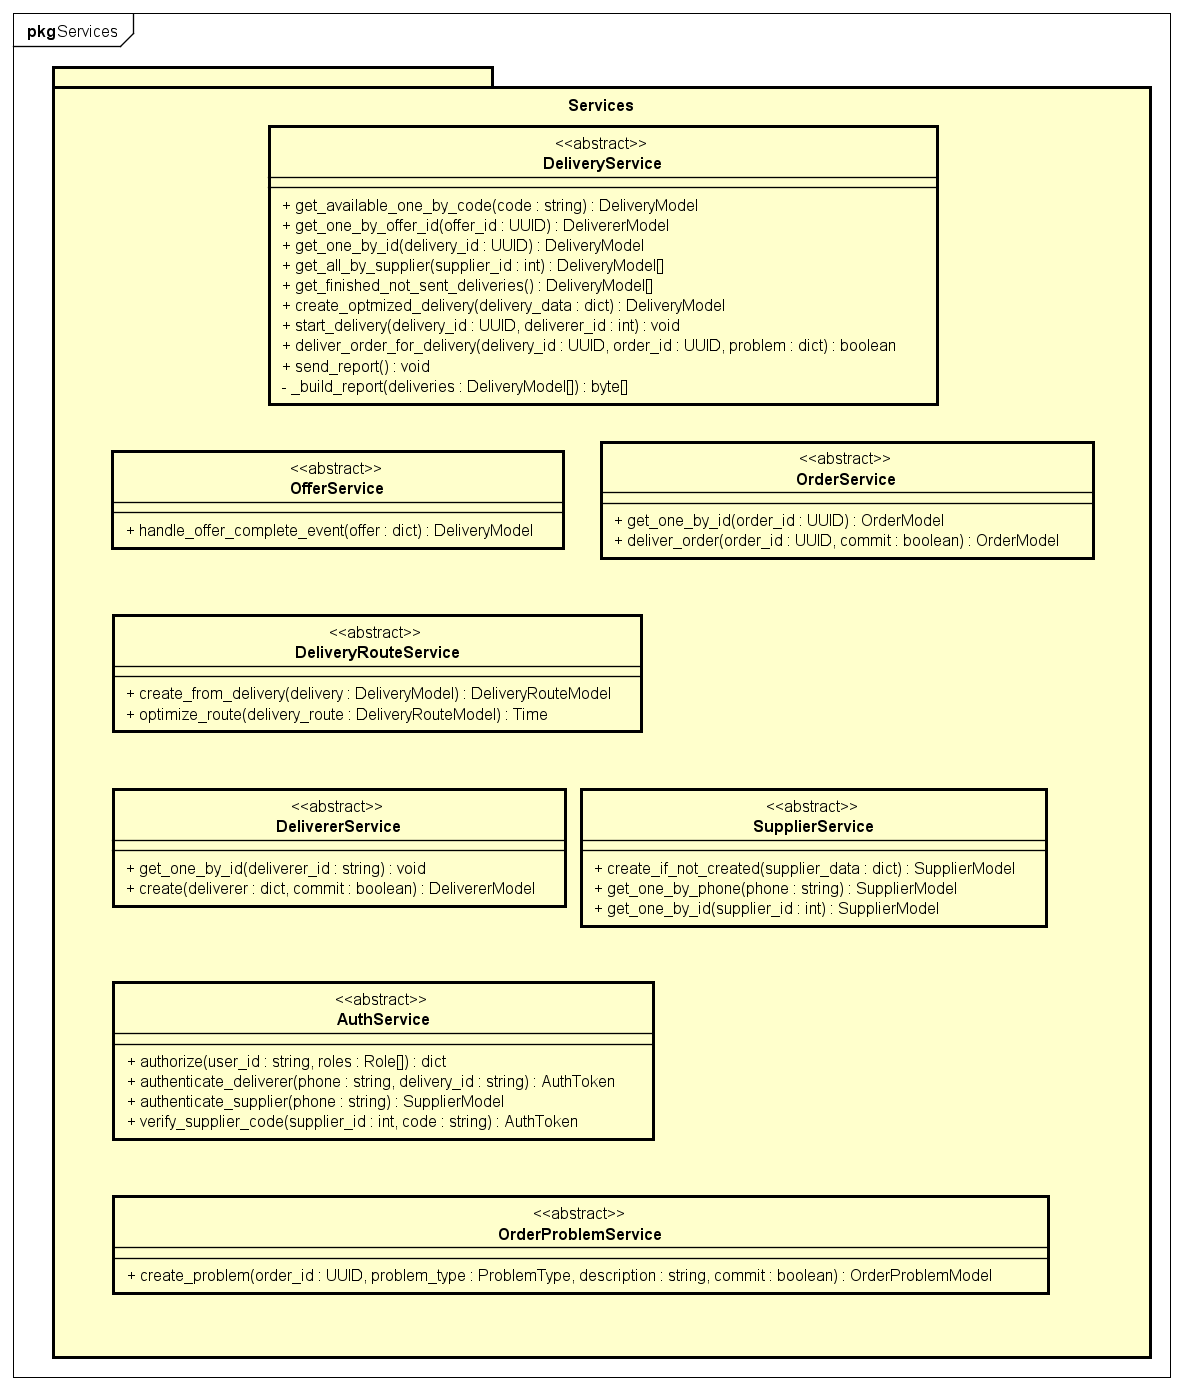 pkg Services
Services
<<abstract>>
DeliveryService
+ get_available_one_by_code(code : string) : DeliveryModel
+ get_one_by_offer_id(offer_id : UUID) : DelivererModel
+ get_one_by_id(delivery_id : UUID) : DeliveryModel
+ get_all_by_supplier(supplier_id : int) : DeliveryModel[]
+ get_finished_not_sent_deliveries() : DeliveryModel[]
+ create_optmized_delivery(delivery_data : dict) : DeliveryModel
+ start_delivery(delivery_id : UUID, deliverer_id : int) : void
+ deliver_order_for_delivery(delivery_id : UUID, order_id : UUID, problem : dict) : boolean
+ send_report() : void
- _build_report(deliveries : DeliveryModel[]) : byte[]
<<abstract>>
OfferService
+ handle_offer_complete_event(offer : dict) : DeliveryModel
<<abstract>>
OrderService
+ get_one_by_id(order_id : UUID) : OrderModel
+ deliver_order(order_id : UUID, commit : boolean) : OrderModel
<<abstract>>
DeliveryRouteService
+ create_from_delivery(delivery : DeliveryModel) : DeliveryRouteModel
+ optimize_route(delivery_route : DeliveryRouteModel) : Time
<<abstract>>
DelivererService
+ get_one_by_id(deliverer_id : string) : void
+ create(deliverer : dict, commit : boolean) : DelivererModel
<<abstract>>
SupplierService
+ create_if_not_created(supplier_data : dict) : SupplierModel
+ get_one_by_phone(phone : string) : SupplierModel
+ get_one_by_id(supplier_id : int) : SupplierModel
<<abstract>>
AuthService
+ authorize(user_id : string, roles : Role[]) : dict
+ authenticate_deliverer(phone : string, delivery_id : string) : AuthToken
+ authenticate_supplier(phone : string) : SupplierModel
+ verify_supplier_code(supplier_id : int, code : string) : AuthToken
<<abstract>>
OrderProblemService
+ create_problem(order_id : UUID, problem_type : ProblemType, description : string, commit : boolean) : OrderProblemModel